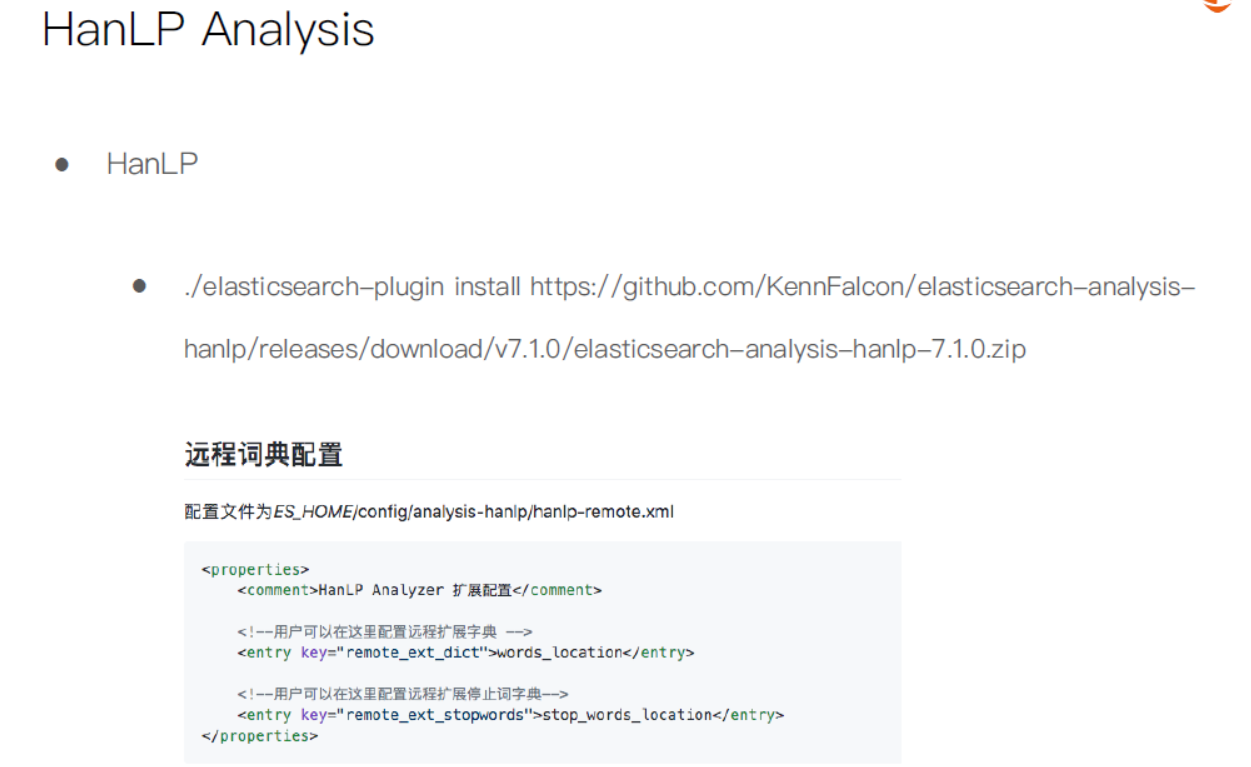 HanLP Analysis
● HanLP
● ./elasticsearch–plugin install https://github.com/KennFalcon/elasticsearch–analysis–
hanlp/releases/download/v7.1.0/elasticsearch–analysis–hanlp–7.1.0.zip
远程词典配置
配置文件为ES_HOME/config/analysis-hanlp/hanlp-remote.xml
<properties>
    <comment>HanLP Analyzer 扩展配置</comment>
    <!--用户可以在这里配置远程扩展字典 -->
    <entry key="remote_ext_dict">words_location</entry>
    <!--用户可以在这里配置远程扩展停止词字典-->
    <entry key="remote_ext_stopwords">stop_words_location</entry>
</properties>